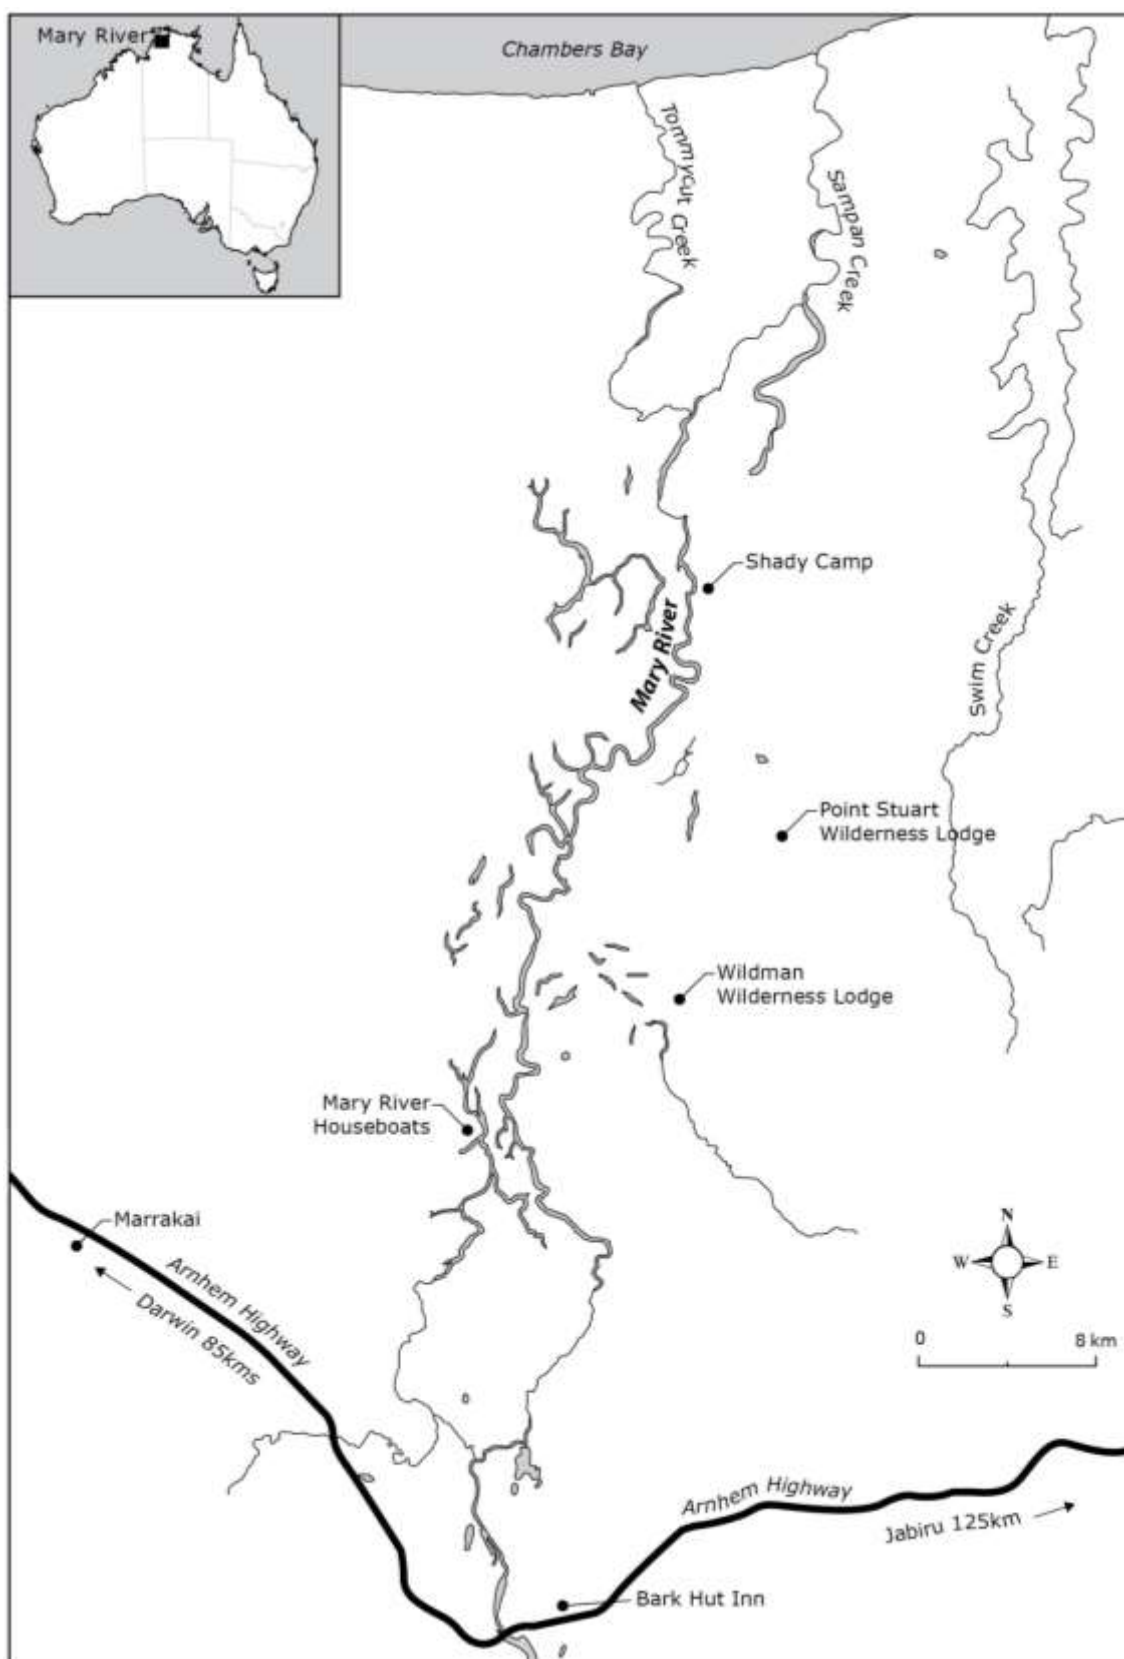 Mary River
Chambers Bay
Tommycut Creek
Sampan Creek
Shady Camp
Mary River
Swim Creek
Point Stuart
Wilderness Lodge
Wildman
Wilderness Lodge
Mary River
Houseboats
Marrakai
Arnhem Highway
Darwin 85kms
N
W
E
S
0
8 km
Arnhem Highway
Jabiru 125km
Bark Hut Inn